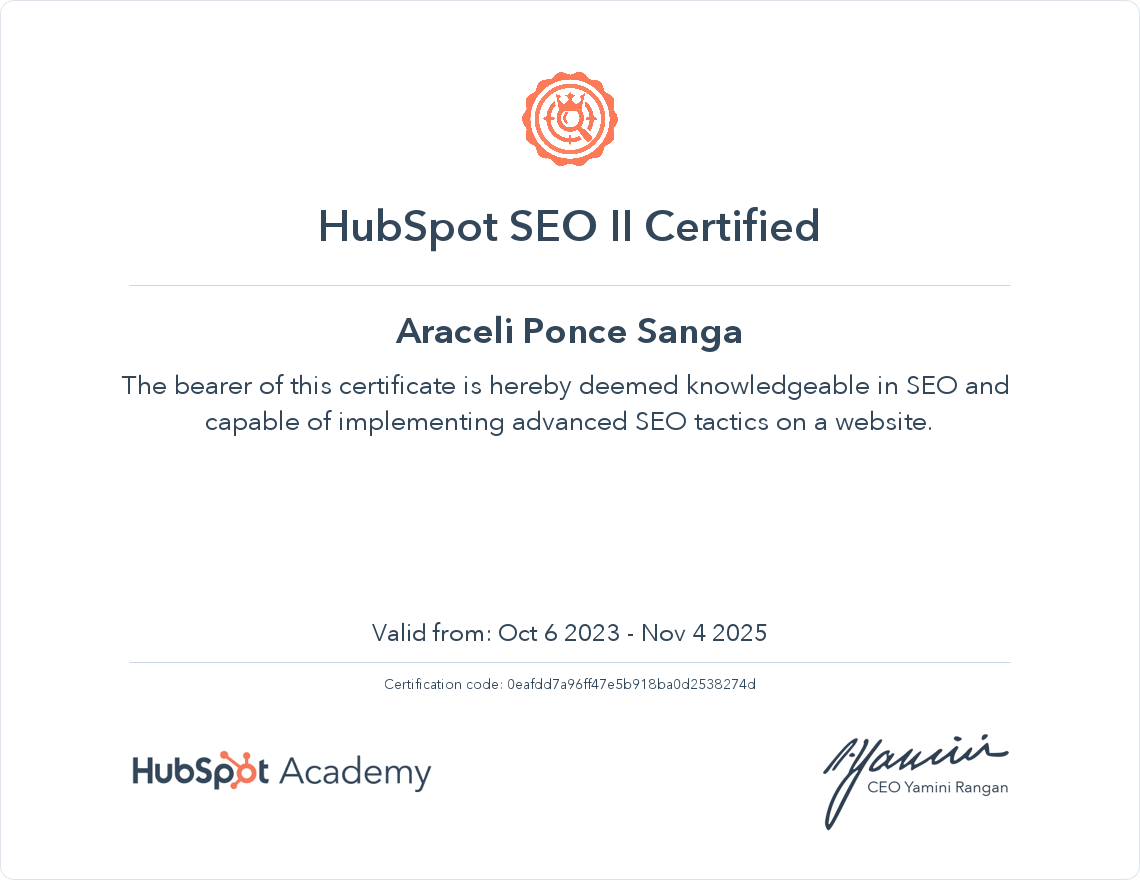 HubSpot SEO II Certified
Araceli Ponce Sanga
The bearer of this certificate is hereby deemed knowledgeable in SEO and
capable of implementing advanced SEO tactics on a website.
Valid from: Oct 6 2023 - Nov 4 2025
Certification code: 0eafdd7a96ff47e5b918ba0d2538274d
HubSpot Academy
Yamini
CEO Yamini Rangan